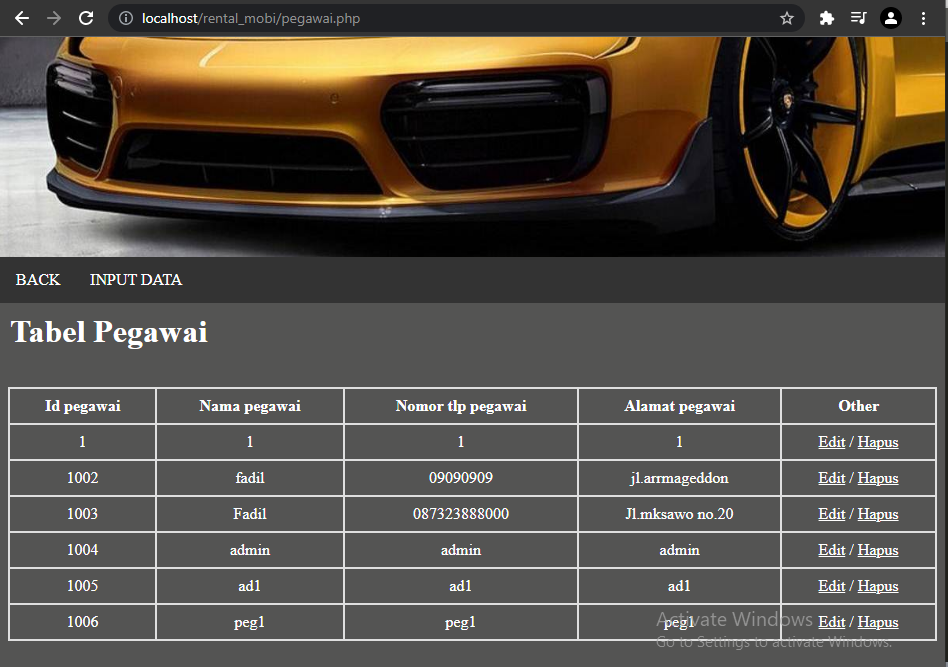 localhost/rental_mobi/pegawai.php
BACK INPUT DATA
Tabel Pegawai
Id pegawai Nama pegawai Nomor tlp pegawai Alamat pegawai Other
1 1 1 1 Edit / Hapus
1002 fadil 09090909 jl.arrmageddon Edit / Hapus
1003 Fadil 087323888000 Jl.mksawo no.20 Edit / Hapus
1004 admin admin admin Edit / Hapus
1005 ad1 ad1 ad1 Edit / Hapus
1006 peg1 peg1 peg1 Edit / Hapus
Activate Windows
Go to Settings to activate Windows.